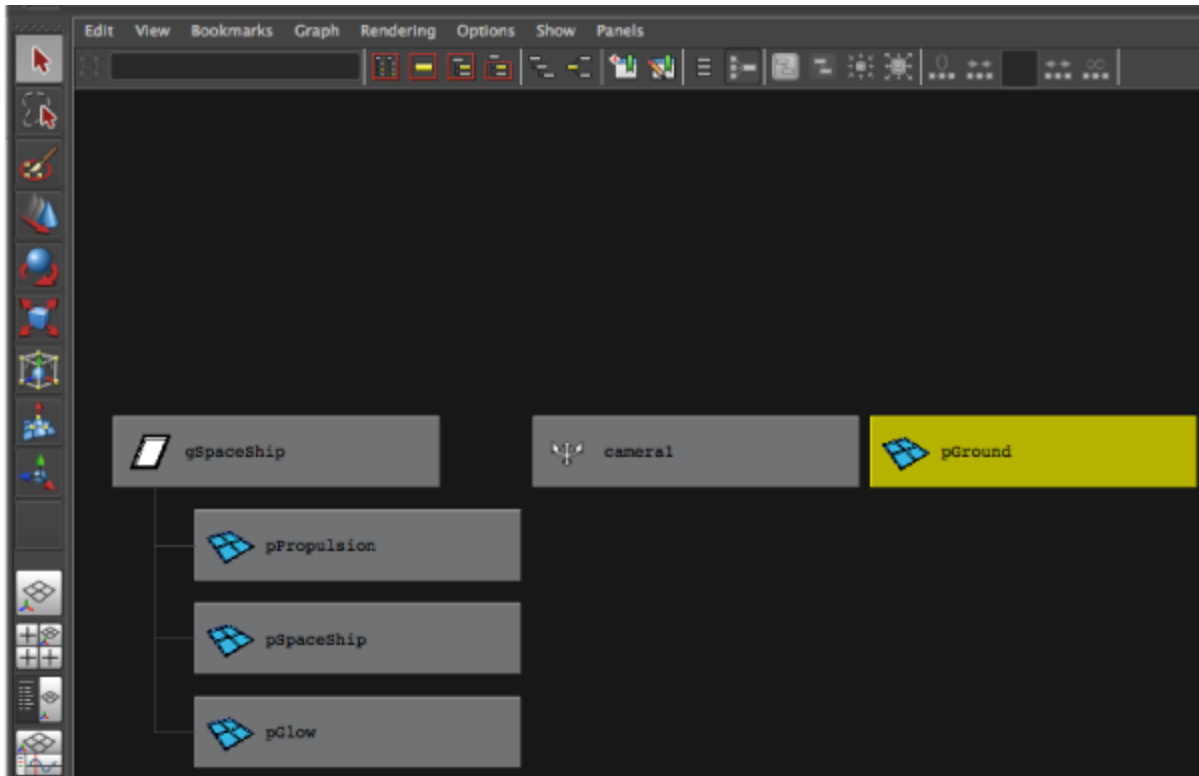 Edit View Bookmarks Graph Rendering Options Show Panels
gSpaceShip
camera1
pGround
pPropulsion
pSpaceShip
pGlow